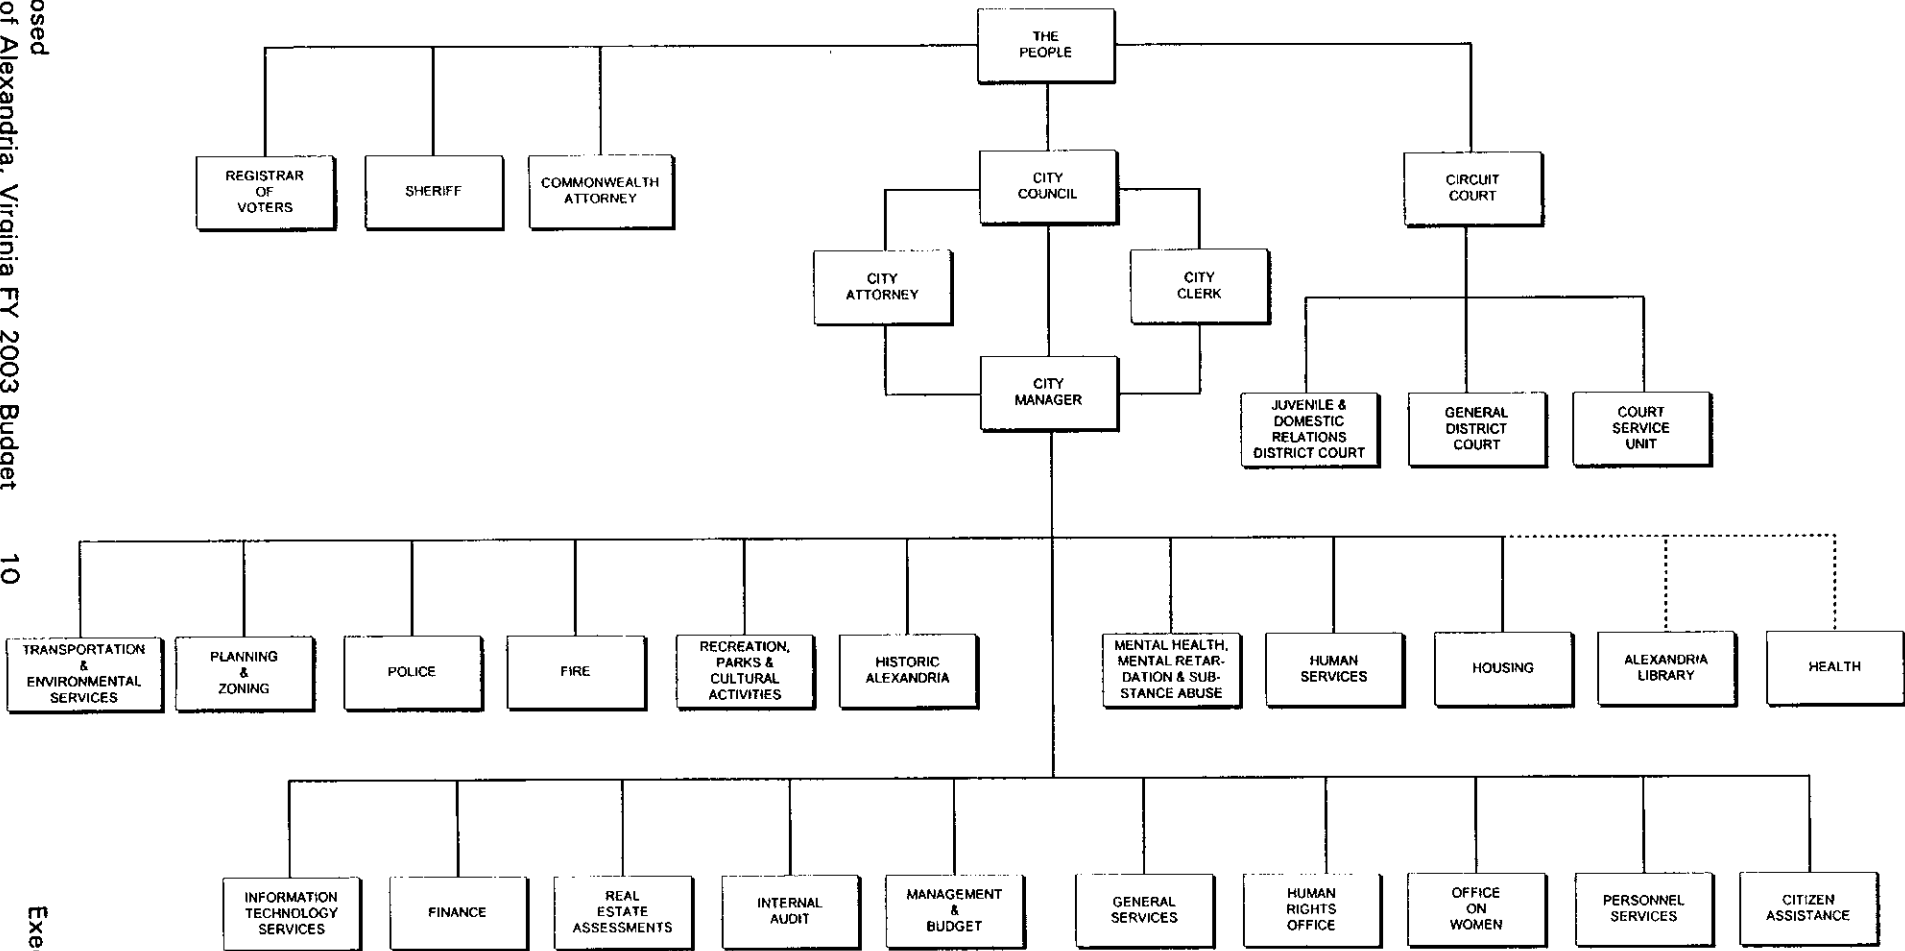 THE
PEOPLE
REGISTRAR
OF
VOTERS
SHERIFF
COMMONWEALTH
ATTORNEY
CITY
COUNCIL
CIRCUIT
COURT
CITY
ATTORNEY
CITY
CLERK
CITY
MANAGER
JUVENILE &
DOMESTIC
RELATIONS
DISTRICT COURT
GENERAL
DISTRICT
COURT
COURT
SERVICE
UNIT
TRANSPORTATION
&
ENVIRONMENTAL
SERVICES
PLANNING
&
ZONING
POLICE
FIRE
RECREATION,
PARKS &
CULTURAL
ACTIVITIES
HISTORIC
ALEXANDRIA
MENTAL HEALTH,
MENTAL RETAR-
DATION & SUB-
STANCE ABUSE
HUMAN
SERVICES
HOUSING
ALEXANDRIA
LIBRARY
HEALTH
INFORMATION
TECHNOLOGY
SERVICES
FINANCE
REAL
ESTATE
ASSESSMENTS
INTERNAL
AUDIT
MANAGEMENT
&
BUDGET
GENERAL
SERVICES
HUMAN
RIGHTS
OFFICE
OFFICE
ON
WOMEN
PERSONNEL
SERVICES
CITIZEN
ASSISTANCE
osed
of Alexandria, Virginia FY 2003 Budget 10
Exe